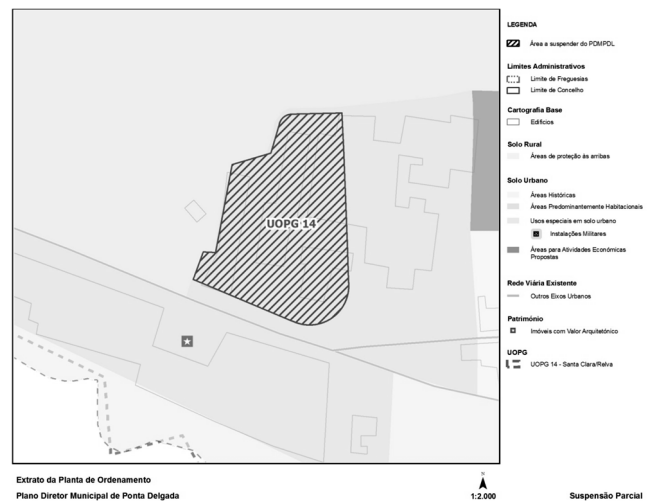 LEGENDA
Área a suspender do PDMPDL
Limites Administrativos
Limite de Freguesias
Limite de Concelho
Cartografia Base
Edifícios
Solo Rural
Áreas de proteção às arribas
Solo Urbano
Áreas Históricas
Áreas Predominantemente Habitacionais
Usos especiais em solo urbano
Instalações Militares
Áreas para Atividades Económicas
Propostas
Rede Viária Existente
Outros Eixos Urbanos
Património
Imóveis com Valor Arquitetónico
UOPG
UOPG 14 - Santa Clara/Relva
UOPG 14
Extrato da Planta de Ordenamento
Plano Diretor Municipal de Ponta Delgada
N
1:2.000
Suspensão Parcial